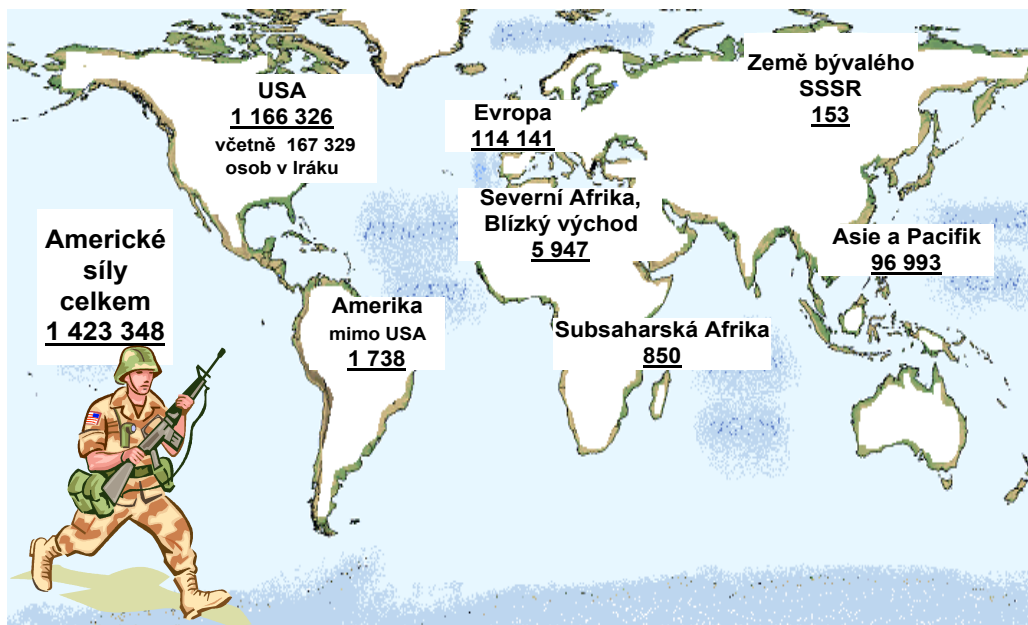 USA
1 166 326
včetně 167 329
osob v Iráku
Evropa
114 141
Země bývalého
SSSR
153
Severní Afrika,
Blízký východ
5 947
Asie a Pacifik
96 993
Americké
síly
celkem
1 423 348
Amerika
mimo USA
1 738
Subsaharská Afrika
850